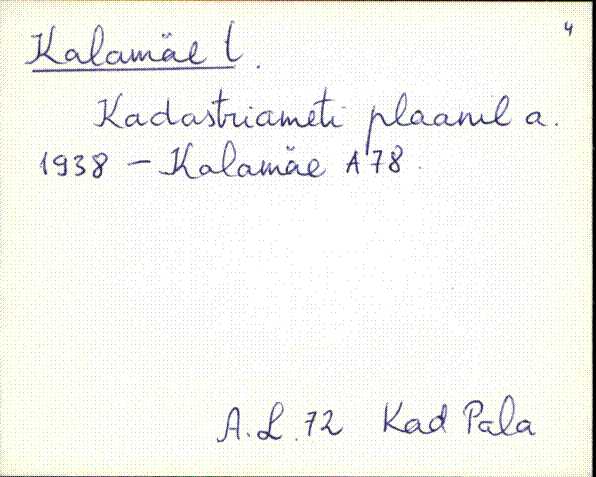 4
Kalamäe t.
Kadastriameti plaanil a.
1938 – Kalamäe A78.
A.L. 72 Kad Pala